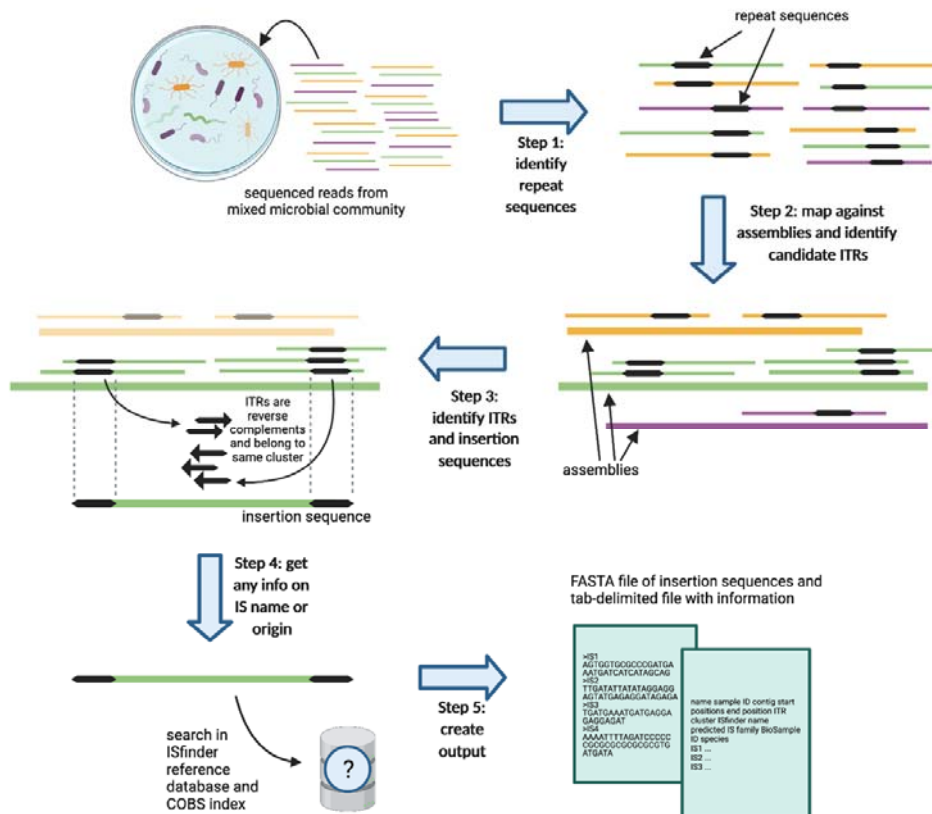 repeat sequences
sequenced reads from
mixed microbial community
Step 1:
identify
repeat
sequences
Step 2: map against
assemblies and identify
candidate ITRs
assemblies
Step 3:
identify ITRs
and insertion
sequences
ITRs are
reverse
complements
and belong to
same cluster
insertion sequence
Step 4: get
any info on
IS name or
origin
search in
ISfinder
reference
database and
COBS index
?
Step 5:
create
output
FASTA file of insertion sequences and
tab-delimited file with information
>IS1
AGTGGTGCGCCCGATGA
AATGATCATCATAGCAG
>IS2
TTGATATTATATAGGAGG
AGTATGAGAGGATAGAGA
>IS3
TGATGAAATGATGAGGA
GAGGAGAT
>IS4
AAAATTTTAGATCCCCC
CGCGCGCGCGCGCGTG
ATGATA
name sample ID contig start
positions end position ITR
cluster ISfinder name
predicted IS family BioSample
ID species
IS1 ...
IS2 ...
IS3 ...